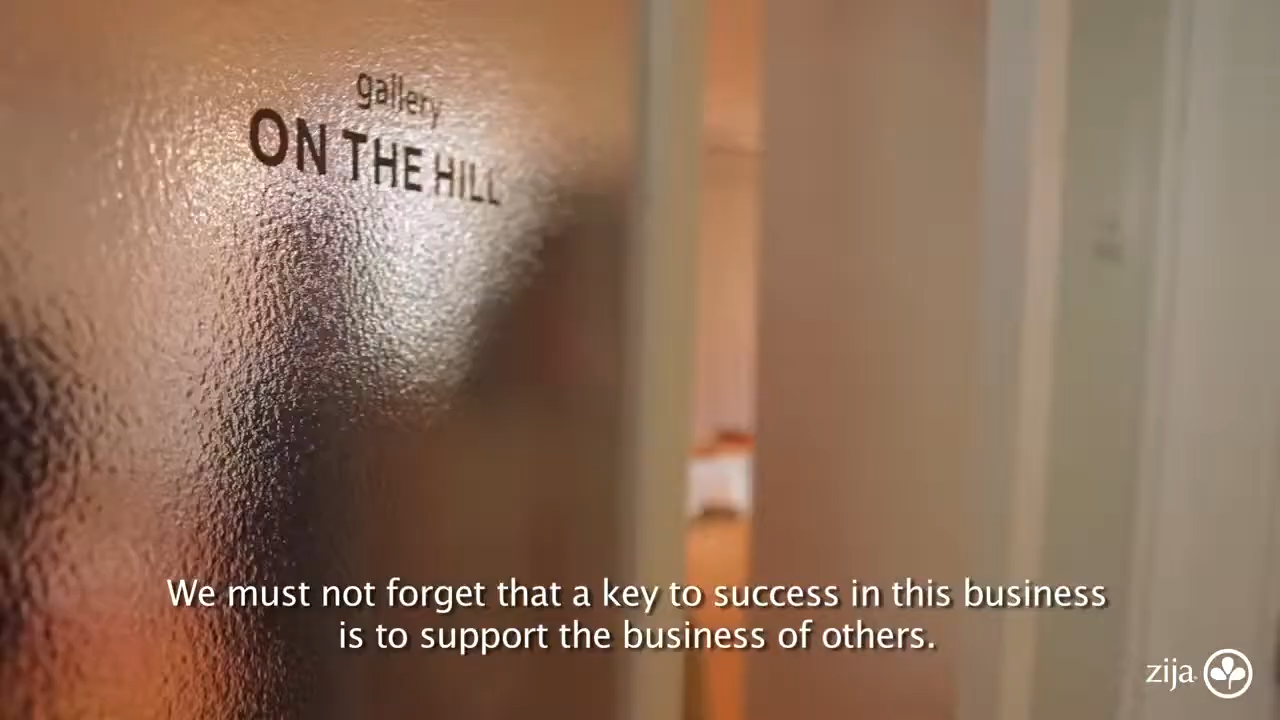 gallery
ON THE HILL
We must not forget that a key to success in this business
is to support the business of others.
zija